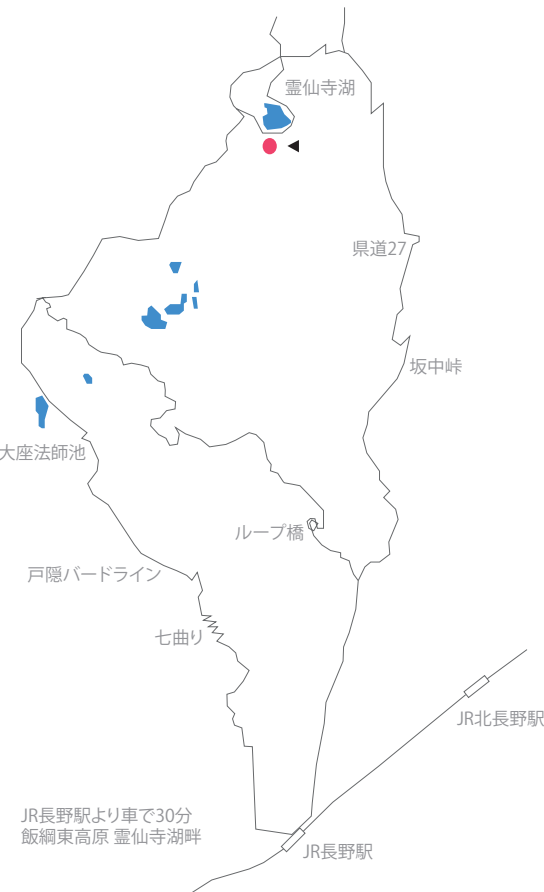 霊仙寺湖
県道27
坂中峠
大座法師池
ループ橋
戸隠バードライン
七曲り
JR北長野駅
JR長野駅より車で30分
飯綱東高原 霊仙寺湖畔
JR長野駅